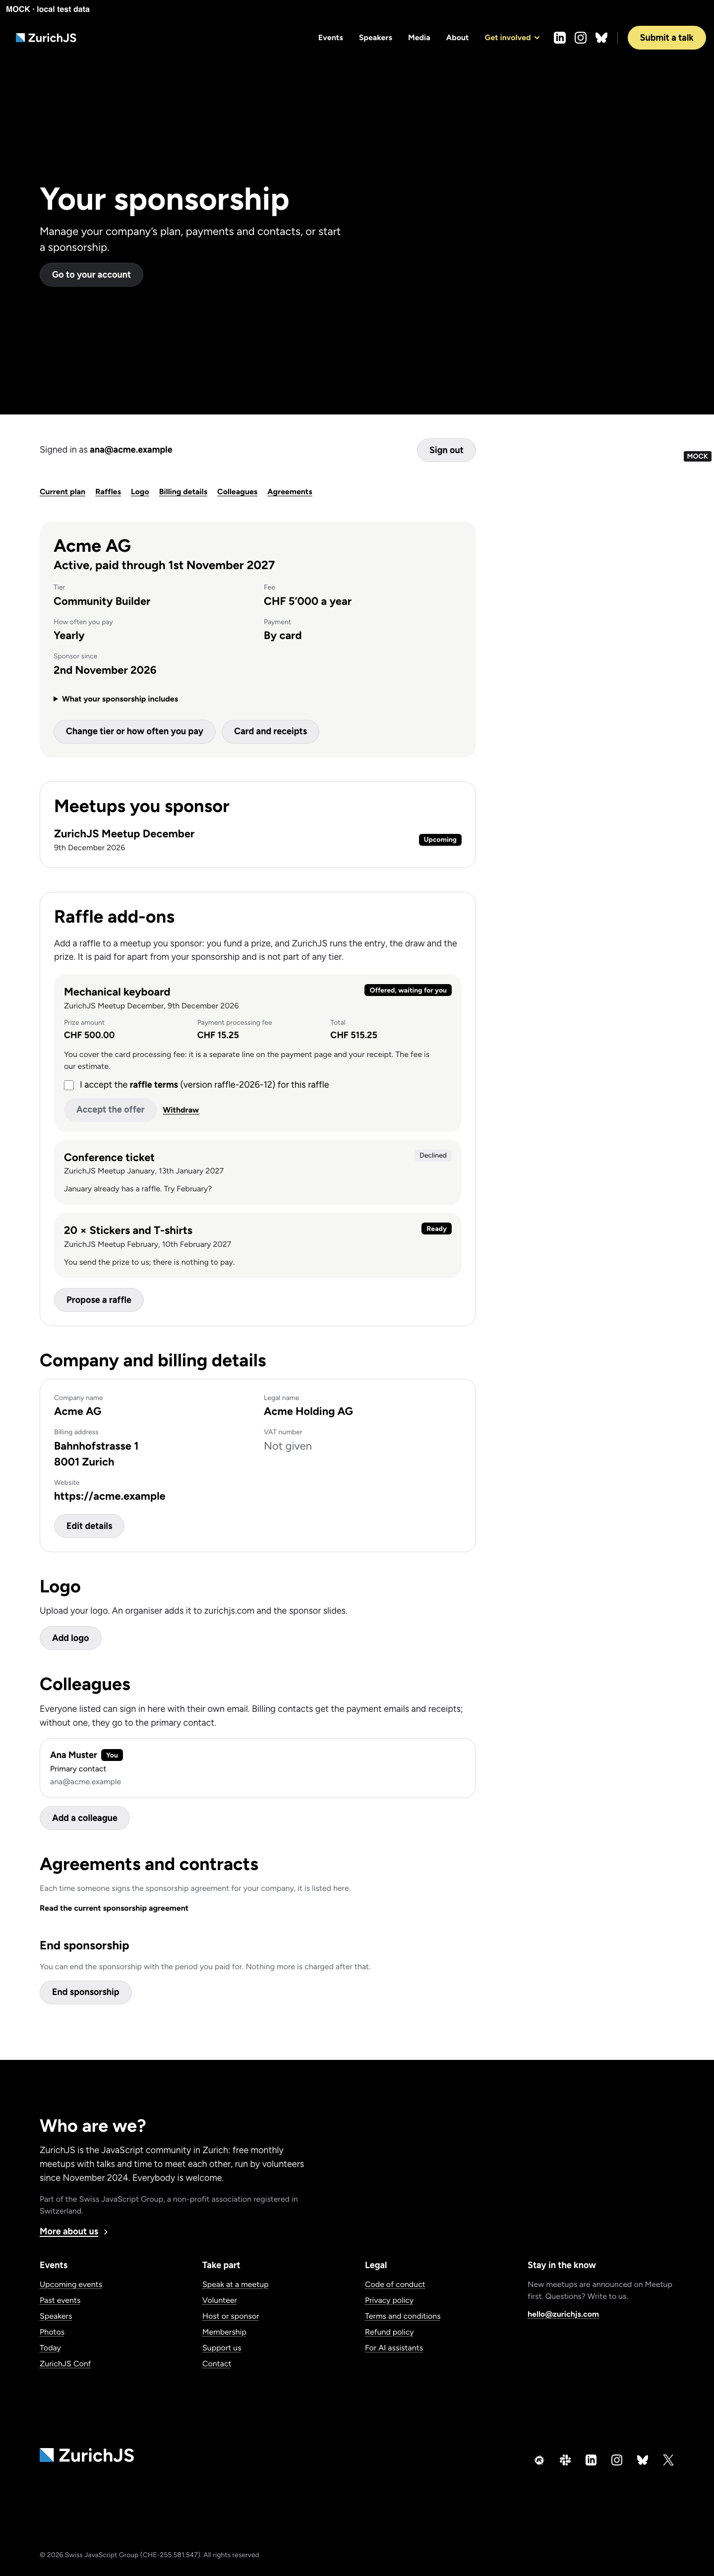 MOCK · local test data
ZurichJS
Events
Speakers
Media
About
Get involved
Submit a talk
Your sponsorship
Manage your company's plan, payments and contacts, or start
a sponsorship.
Go to your account
Signed in as ana@acme.example
Sign out
MOCK
Current plan
Raffles
Logo
Billing details
Colleagues
Agreements
Acme AG
Active, paid through 1st November 2027
Tier
Fee
Community Builder
CHF 5’000 a year
How often you pay
Payment
Yearly
By card
Sponsor since
2nd November 2026
What your sponsorship includes
Change tier or how often you pay
Card and receipts
Meetups you sponsor
ZurichJS Meetup December
9th December 2026
Upcoming
Raffle add-ons
Add a raffle to a meetup you sponsor: you fund a prize, and ZurichJS runs the entry, the draw and the
prize. It is paid for apart from your sponsorship and is not part of any tier.
Mechanical keyboard
Offered, waiting for you
ZurichJS Meetup December, 9th December 2026
Prize amount
Payment processing fee
Total
CHF 500.00
CHF 15.25
CHF 515.25
You cover the card processing fee: it is a separate line on the payment page and your receipt. The fee is
our estimate.
I accept the raffle terms (version raffle-2026-12) for this raffle
Accept the offer
Withdraw
Conference ticket
Declined
ZurichJS Meetup January, 13th January 2027
January already has a raffle. Try February?
20 × Stickers and T-shirts
Ready
ZurichJS Meetup February, 10th February 2027
You send the prize to us; there is nothing to pay.
Propose a raffle
Company and billing details
Company name
Legal name
Acme AG
Acme Holding AG
Billing address
VAT number
Bahnhofstrasse 1
Not given
8001 Zurich
Website
https://acme.example
Edit details
Logo
Upload your logo. An organiser adds it to zurichjs.com and the sponsor slides.
Add logo
Colleagues
Everyone listed can sign in here with their own email. Billing contacts get the payment emails and receipts;
without one, they go to the primary contact.
Ana Muster
You
Primary contact
ana@acme.example
Add a colleague
Agreements and contracts
Each time someone signs the sponsorship agreement for your company, it is listed here.
Read the current sponsorship agreement
End sponsorship
You can end the sponsorship with the period you paid for. Nothing more is charged after that.
End sponsorship
Who are we?
ZurichJS is the JavaScript community in Zurich: free monthly
meetups with talks and time to meet each other, run by volunteers
since November 2024. Everybody is welcome.
Part of the Swiss JavaScript Group, a non-profit association registered in
Switzerland.
More about us
Events
Upcoming events
Past events
Speakers
Photos
Today
ZurichJS Conf
Take part
Speak at a meetup
Volunteer
Host or sponsor
Membership
Support us
Contact
Legal
Code of conduct
Privacy policy
Terms and conditions
Refund policy
For AI assistants
Stay in the know
New meetups are announced on Meetup
first. Questions? Write to us.
hello@zurichjs.com
ZurichJS
© 2026 Swiss JavaScript Group (CHE-255.581.547). All rights reserved.